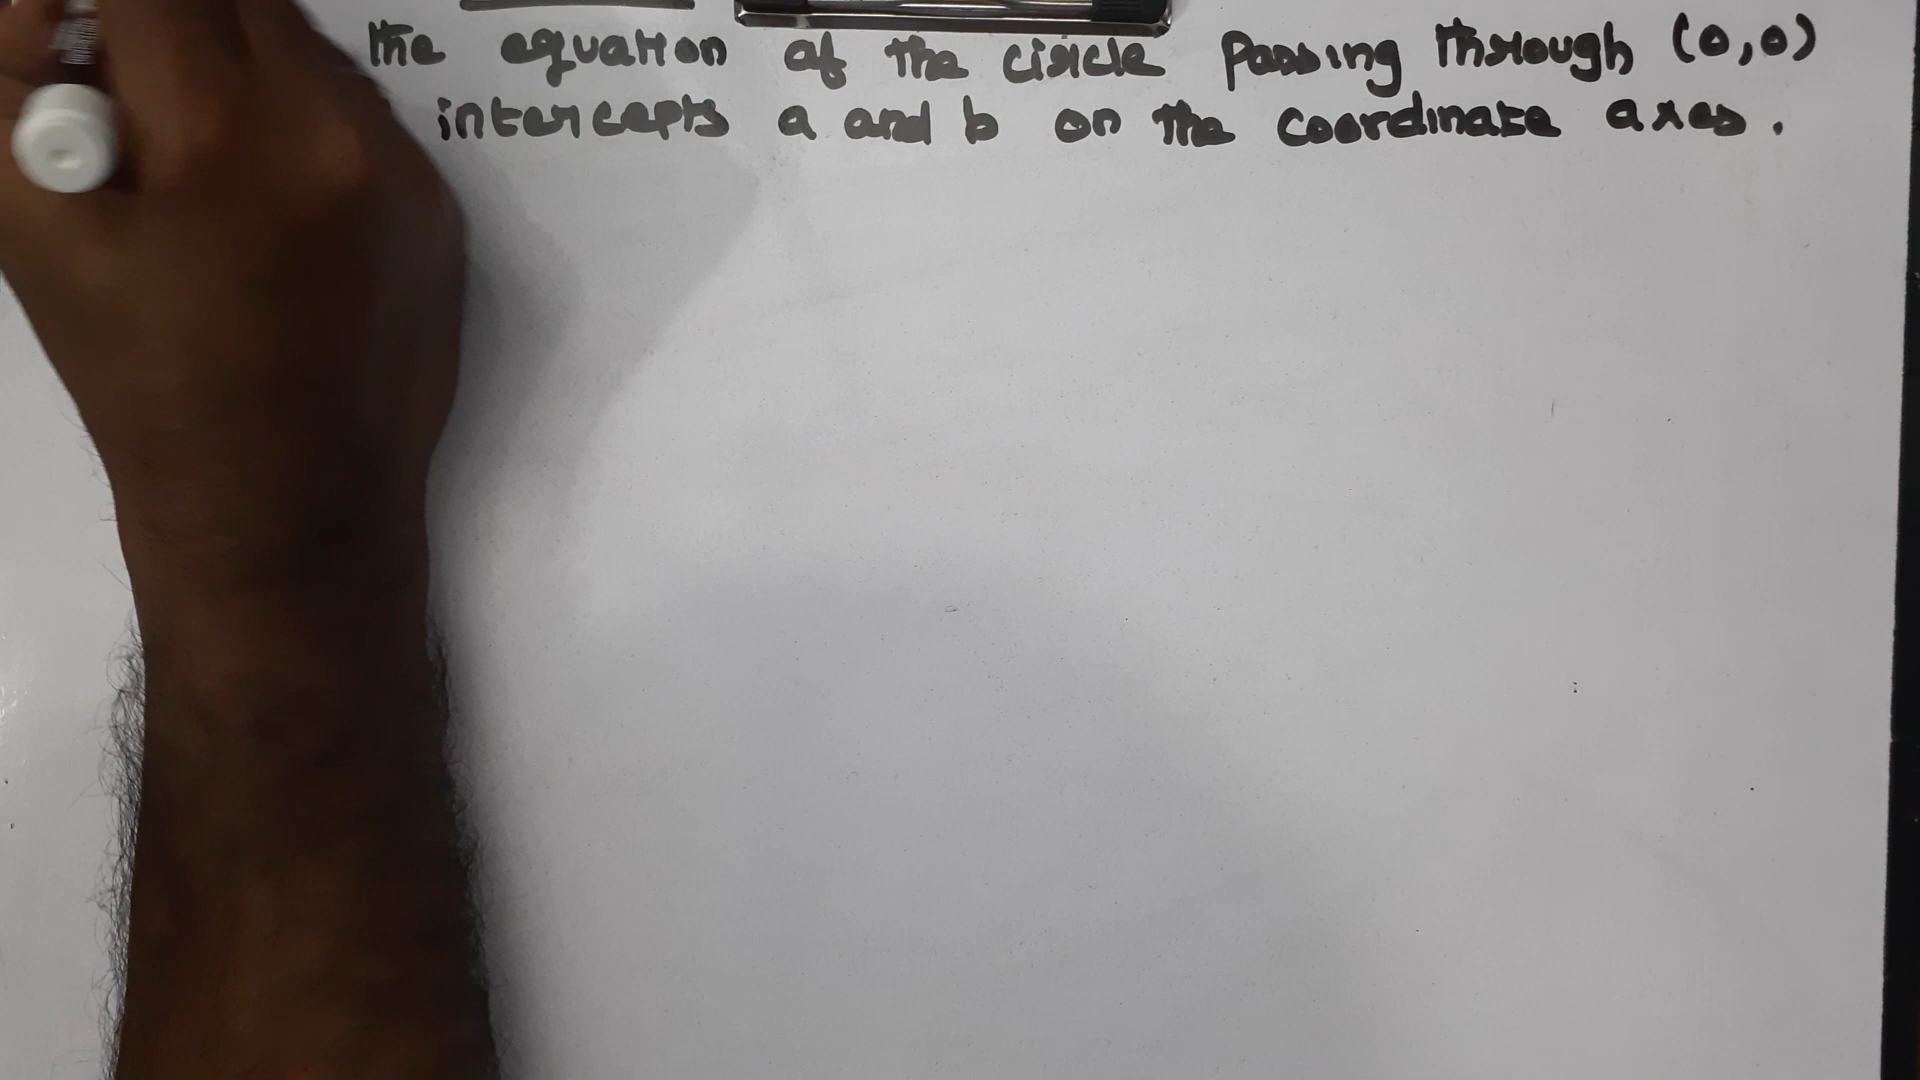 the equation of the circle passing through (0,0)
intercepts a and b on the coordinate axes.